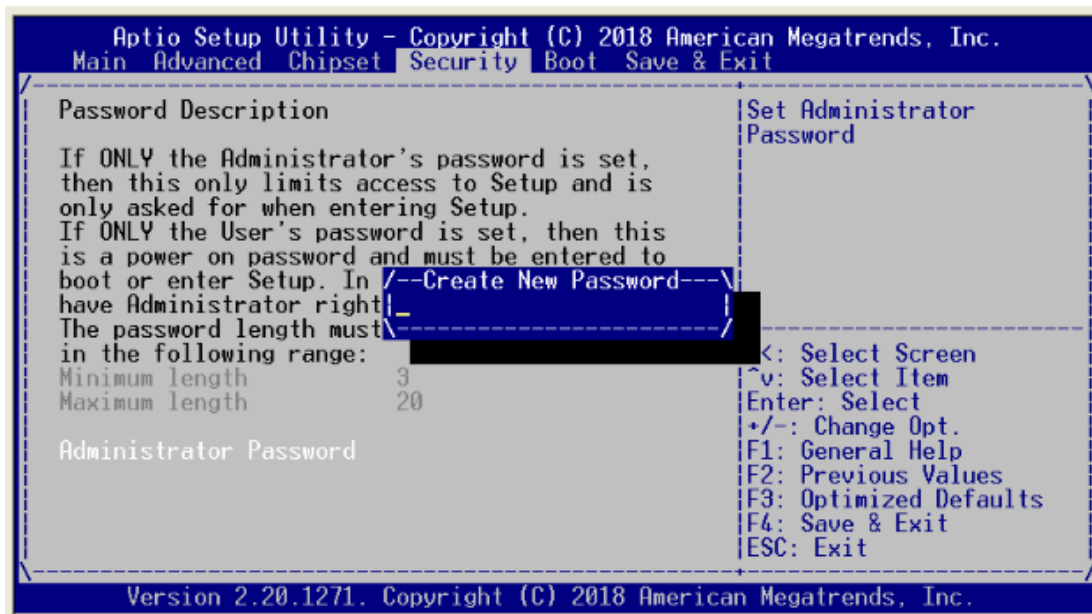 Aptio Setup Utility – Copyright (C) 2018 American Megatrends, Inc.
Main Advanced Chipset Security Boot Save & Exit
Password Description
If ONLY the Administrator's password is set,
then this only limits access to Setup and is
only asked for when entering Setup.
If ONLY the User's password is set, then this
is a power on password and must be entered to
boot or enter Setup. In
have Administrator right
The password length must
in the following range:
Minimum length 3
Maximum length 20
Administrator Password
/--Create New Password---\
Set Administrator
Password
<: Select Screen
^v: Select Item
Enter: Select
+/-: Change Opt.
F1: General Help
F2: Previous Values
F3: Optimized Defaults
F4: Save & Exit
ESC: Exit
Version 2.20.1271. Copyright (C) 2018 American Megatrends, Inc.